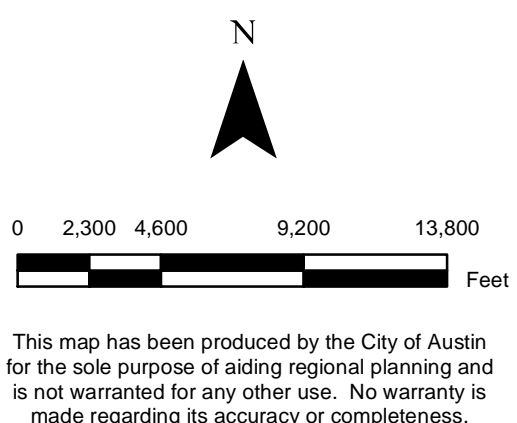 N
0 2,300 4,600 9,200 13,800
Feet
This map has been produced by the City of Austin
for the sole purpose of aiding regional planning and
is not warranted for any other use. No warranty is
made regarding its accuracy or completeness.